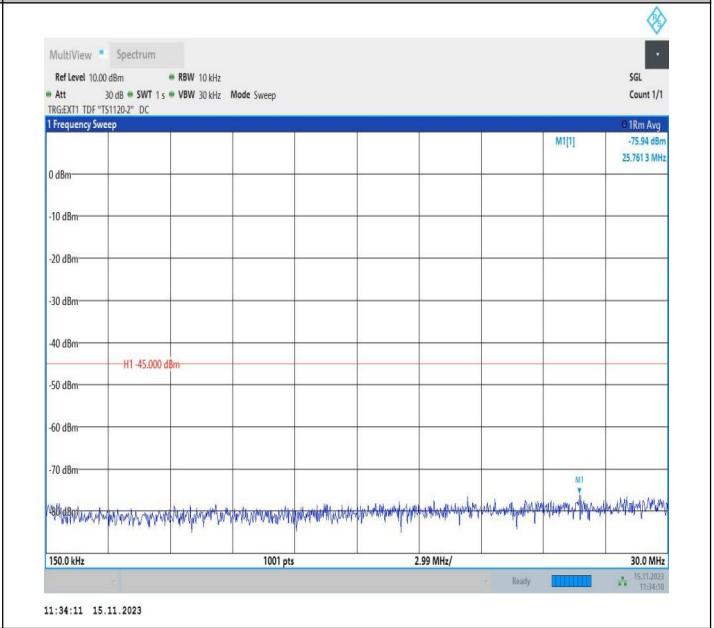 MultiView Spectrum
Ref Level 10.00 dBm RBW 10 kHz SGL
Att 30 dB SWT 1 s VBW 30 kHz Mode Sweep Count 1/1
TRG:EXT1 TDF "TS1120-2" DC
1 Frequency Sweep 1Rm Avg
M1[1] -75.94 dBm
25.761 3 MHz
0 dBm
-10 dBm
-20 dBm
-30 dBm
-40 dBm
H1 -45.000 dBm
-50 dBm
-60 dBm
-70 dBm
M1
-80 dBm
150.0 kHz 1001 pts 2.99 MHz/ 30.0 MHz
Ready 15.11.2023
11:34:10
11:34:11 15.11.2023